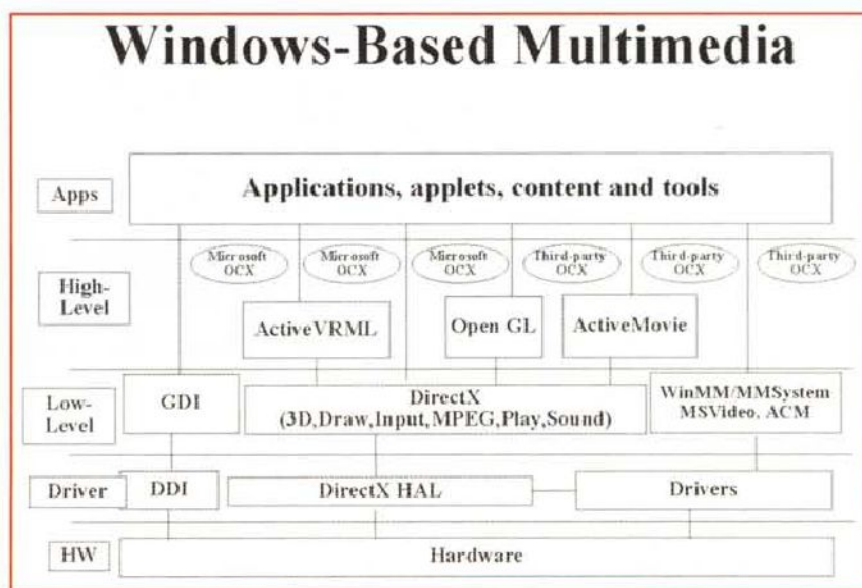 Windows-Based Multimedia
Apps
Applications, applets, content and tools
Microsoft OCX
Microsoft OCX
Microsoft OCX
Third-party OCX
Third-party OCX
Third-party OCX
High-
Level
ActiveVRML
Open GL
ActiveMovie
Low-
Level
GDI
DirectX
(3D,Draw,Input,MPEG,Play,Sound)
WinMM/MMSystem
MSVideo, ACM
Driver
DDI
DirectX HAL
Drivers
HW
Hardware